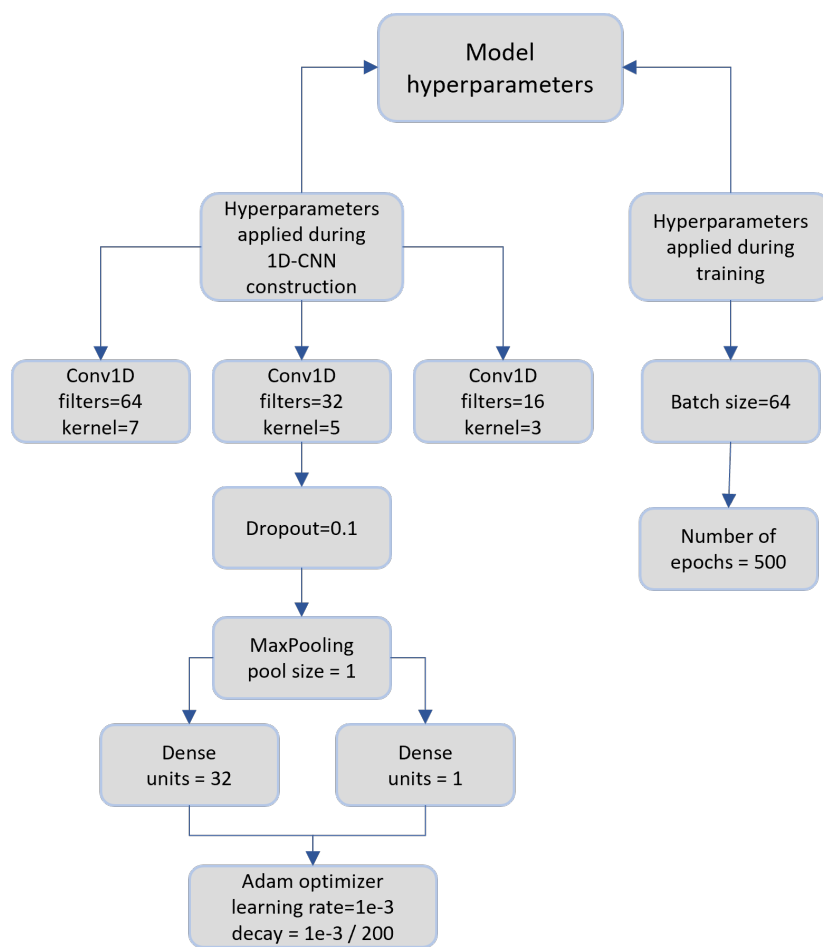 Model
hyperparameters
Hyperparameters
applied during
1D-CNN
construction
Hyperparameters
applied during
training
Conv1D
filters=64
kernel=7
Conv1D
filters=32
kernel=5
Conv1D
filters=16
kernel=3
Batch size=64
Dropout=0.1
Number of
epochs = 500
MaxPooling
pool size = 1
Dense
units = 32
Dense
units = 1
Adam optimizer
learning rate=1e-3
decay = 1e-3 / 200